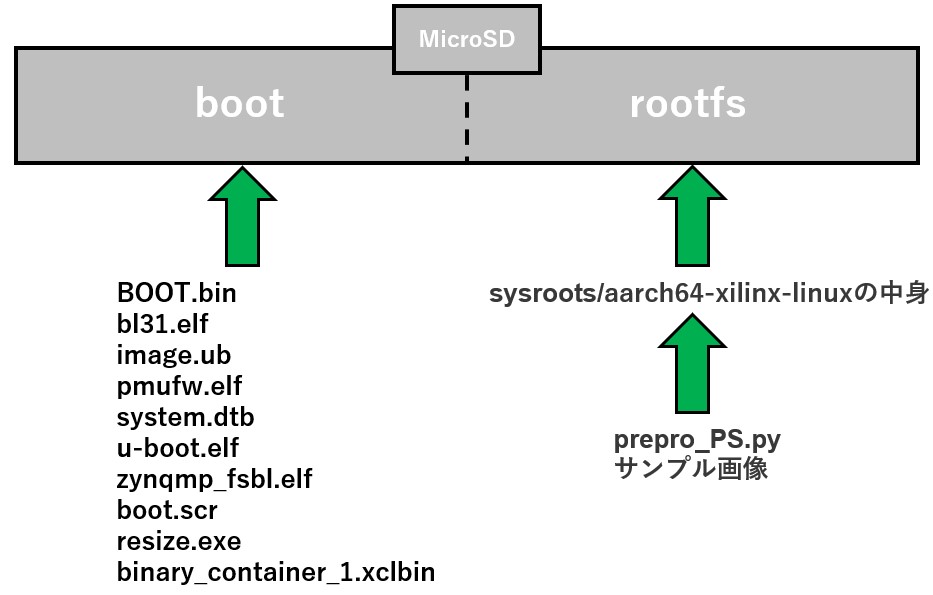 MicroSD
boot
rootfs
BOOT.bin
bl31.elf
image.ub
pmufw.elf
system.dtb
u-boot.elf
zynqmp_fsbl.elf
boot.scr
resize.exe
binary_container_1.xclbin
sysroots/aarch64-xilinx-linuxの中身
prepro_PS.py
サンプル画像